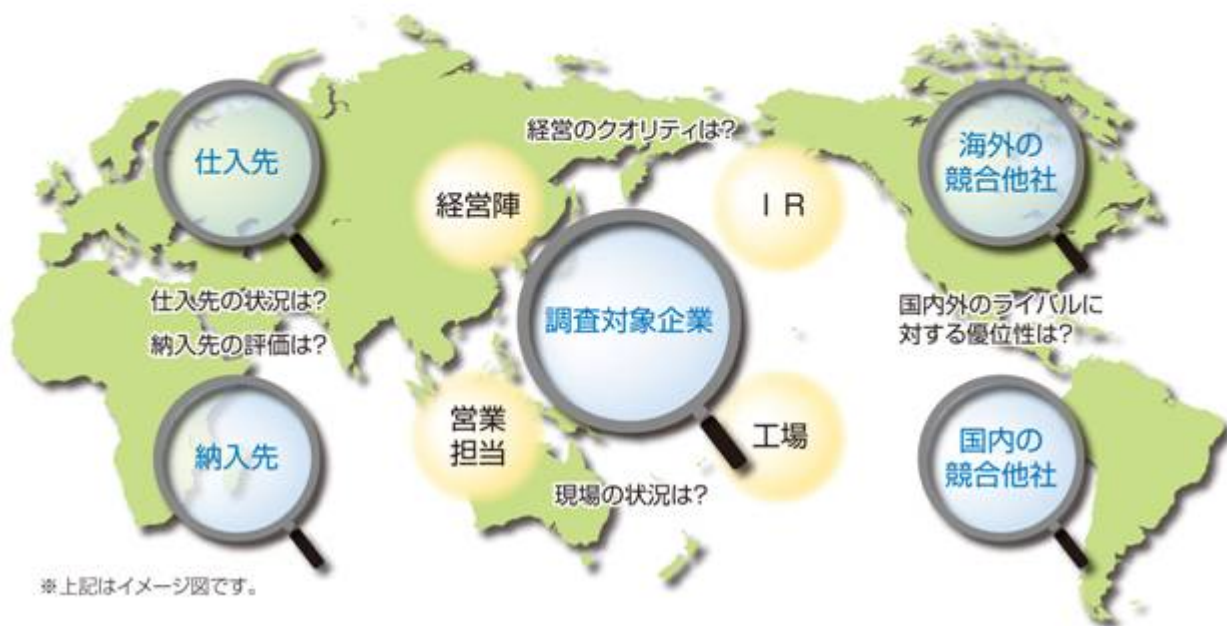 経営のクオリティは?
仕入先
海外の
競合他社
経営陣
ＩＲ
調査対象企業
仕入先の状況は?
納入先の評価は?
国内外のライバルに
対する優位性は?
納入先
営業
担当
工場
国内の
競合他社
現場の状況は?
※上記はイメージ図です。